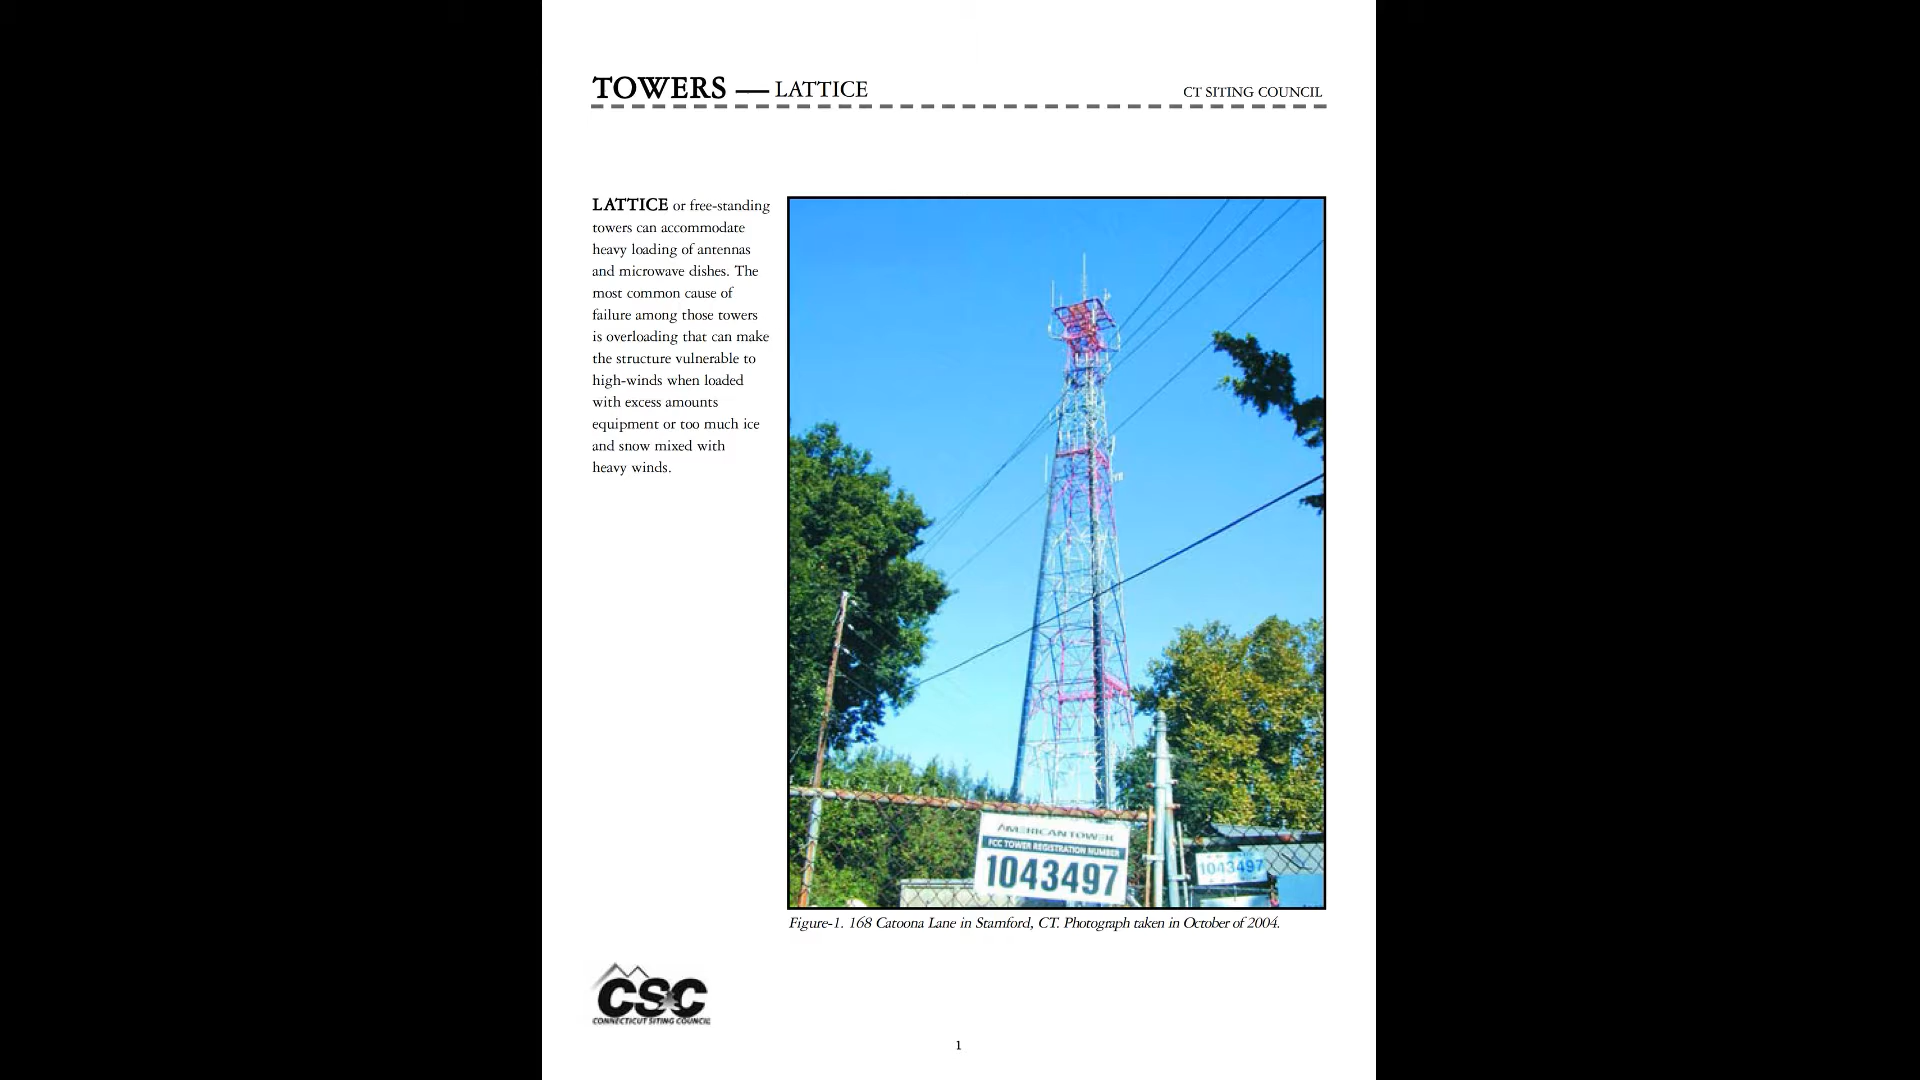 TOWERS — LATTICE
CT SITING COUNCIL
LATTICE or free-standing
towers can accommodate
heavy loading of antennas
and microwave dishes. The
most common cause of
failure among those towers
is overloading that can make
the structure vulnerable to
high-winds when loaded
with excess amounts
equipment or too much ice
and snow mixed with
heavy winds.
AMERICAN TOWER
FCC TOWER REGISTRATION NUMBER
1043497
1043497
Figure-1. 168 Catoona Lane in Stamford, CT. Photograph taken in October of 2004.
CSC
CONNECTICUT SITING COUNCIL
1